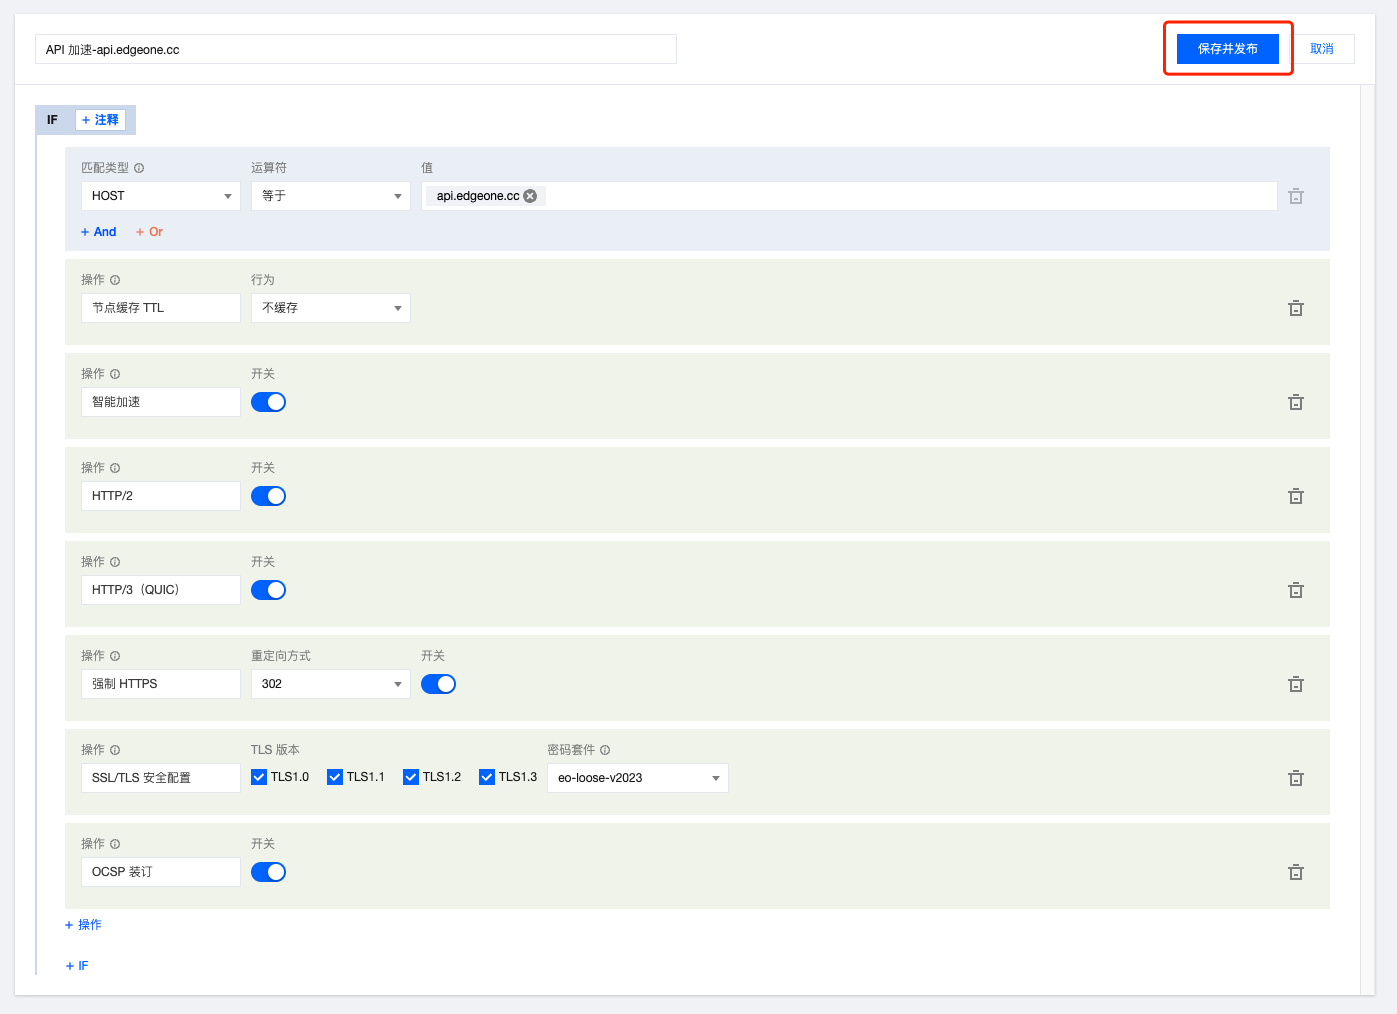 API 加速-api.edgeone.cc
保存并发布
取消
IF
+ 注释
匹配类型 运算符 值
HOST 等于 api.edgeone.cc
+ And + Or
操作 行为
节点缓存 TTL 不缓存
操作 开关
智能加速
操作 开关
HTTP/2
操作 开关
HTTP/3（QUIC）
操作 重定向方式 开关
强制 HTTPS 302
操作 TLS 版本 密码套件
SSL/TLS 安全配置 TLS1.0 TLS1.1 TLS1.2 TLS1.3 eo-loose-v2023
操作 开关
OCSP 装订
+ 操作
+ IF